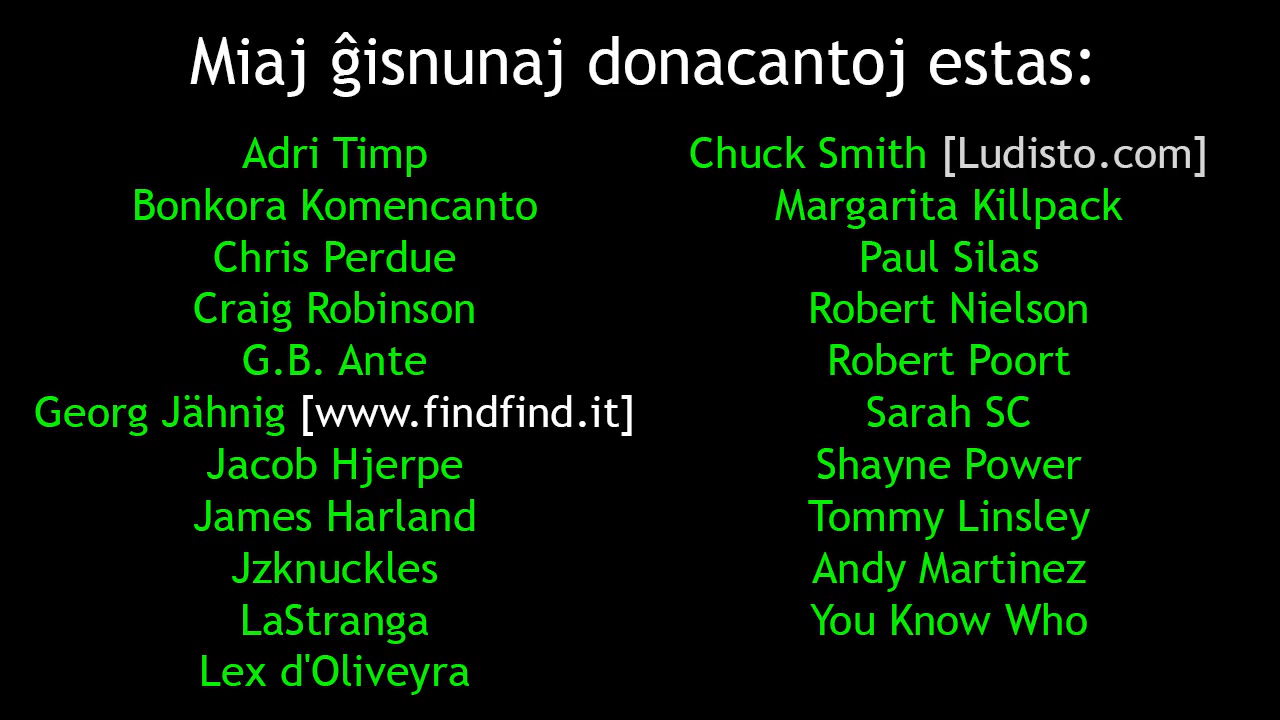 Miaj ĝisnunaj donacantoj estas:
Adri Timp
Bonkora Komencanto
Chris Perdue
Craig Robinson
G.B. Ante
Georg Jähnig [www.findfind.it]
Jacob Hjerpe
James Harland
Jzknuckles
LaStranga
Lex d'Oliveyra
Chuck Smith [Ludisto.com]
Margarita Killpack
Paul Silas
Robert Nielson
Robert Poort
Sarah SC
Shayne Power
Tommy Linsley
Andy Martinez
You Know Who